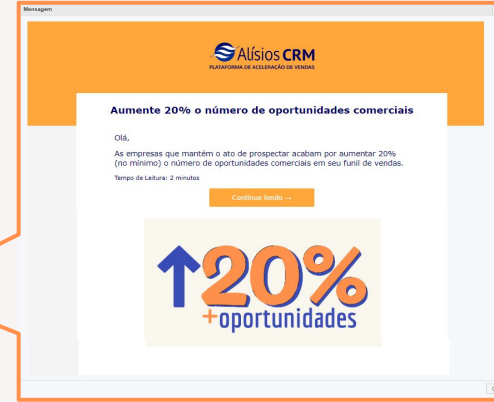 Mensagem
Alísios CRM
PLATAFORMA DE ACELERAÇÃO DE VENDAS
Aumente 20% o número de oportunidades comerciais
Olá,
As empresas que mantém o ato de prospectar acabam por aumentar 20%
(no mínimo) o número de oportunidades comerciais em seu funil de vendas.
Tempo de Leitura: 2 minutos
Continue lendo →
↑20%
+oportunidades